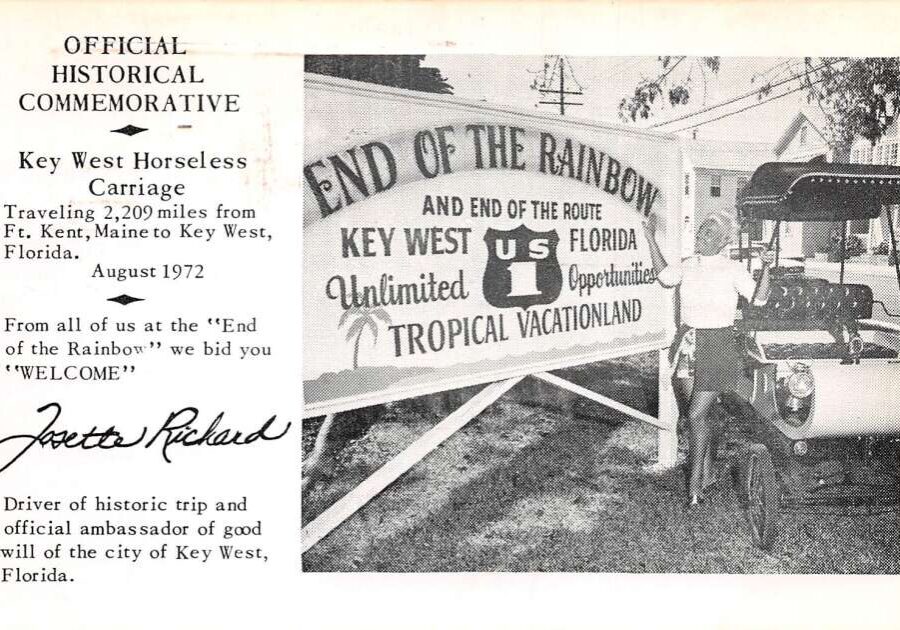 OFFICIAL
HISTORICAL
COMMEMORATIVE
Key West Horseless
Carriage
Traveling 2,209 miles from
Ft. Kent, Maine to Key West,
Florida.
August 1972
From all of us at the "End
of the Rainbow" we bid you
"WELCOME"
Josette Richard
Driver of historic trip and
official ambassador of good
will of the city of Key West,
Florida.
END OF THE RAINBOW
AND END OF THE ROUTE
KEY WEST US 1 FLORIDA
Unlimited Opportunities
TROPICAL VACATIONLAND